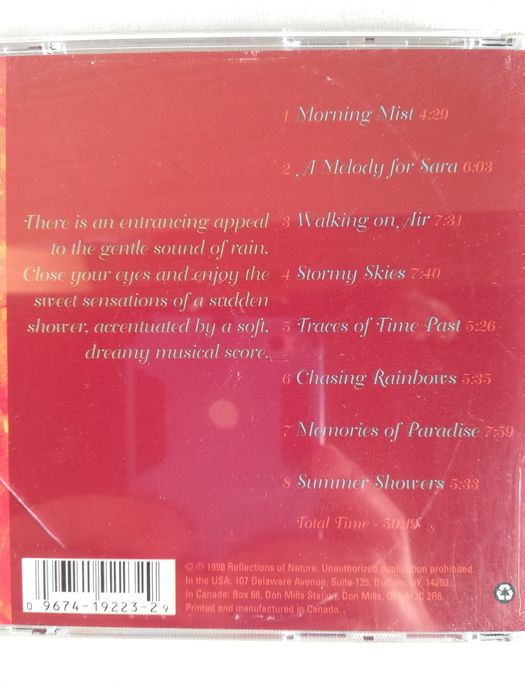 There is an entrancing appeal
to the gentle sound of rain.
Close your eyes and enjoy the
sweet sensations of a sudden
shower, accentuated by a soft,
dreamy musical score.
1 Morning Mist 4:29
2 A Melody for Sara 6:03
3 Walking on Air 7:31
4 Stormy Skies 7:40
5 Traces of Time Past 5:26
6 Chasing Rainbows 5:35
7 Memories of Paradise 7:59
8 Summer Showers 5:33
Total Time - 50:19
0 9674-19223-2 9
© ℗ 1998 Reflections of Nature. Unauthorized duplication prohibited.
In the USA: 107 Delaware Avenue, Suite 135, Buffalo, NY, 14202.
In Canada: Box 66, Don Mills Station, Don Mills, Ont. M3C 2R6.
Printed and manufactured in Canada.